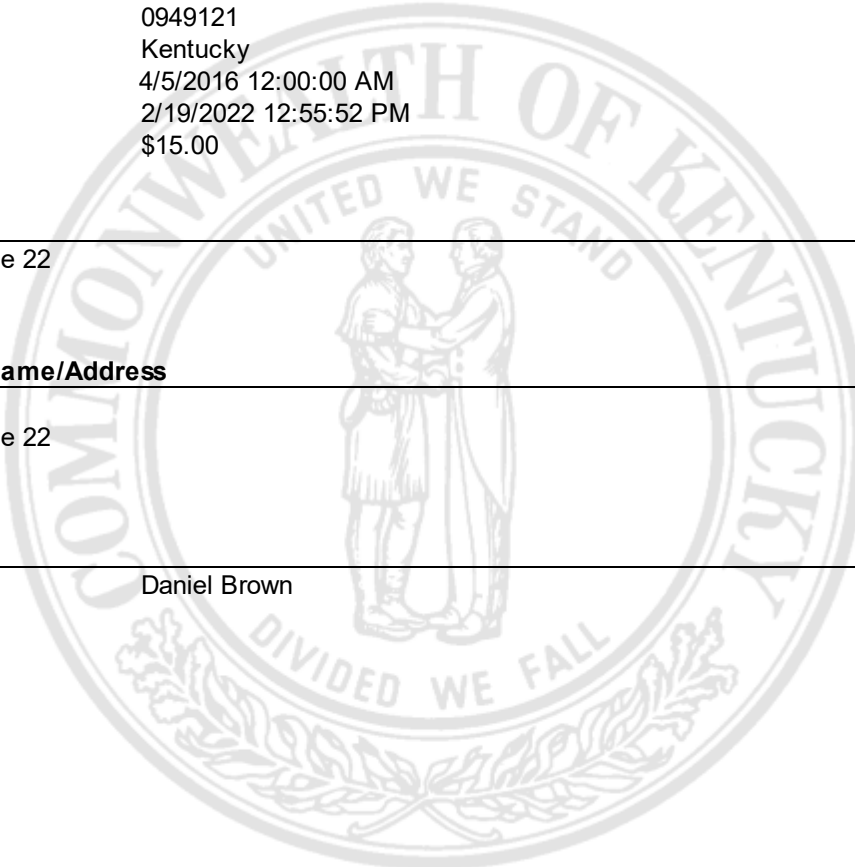 0949121
Kentucky
4/5/2016 12:00:00 AM
2/19/2022 12:55:52 PM
$15.00
COMMONWEALTH OF KENTUCKY
UNITED WE STAND
e 22
ame/Address
e 22
Daniel Brown
DIVIDED WE FALL